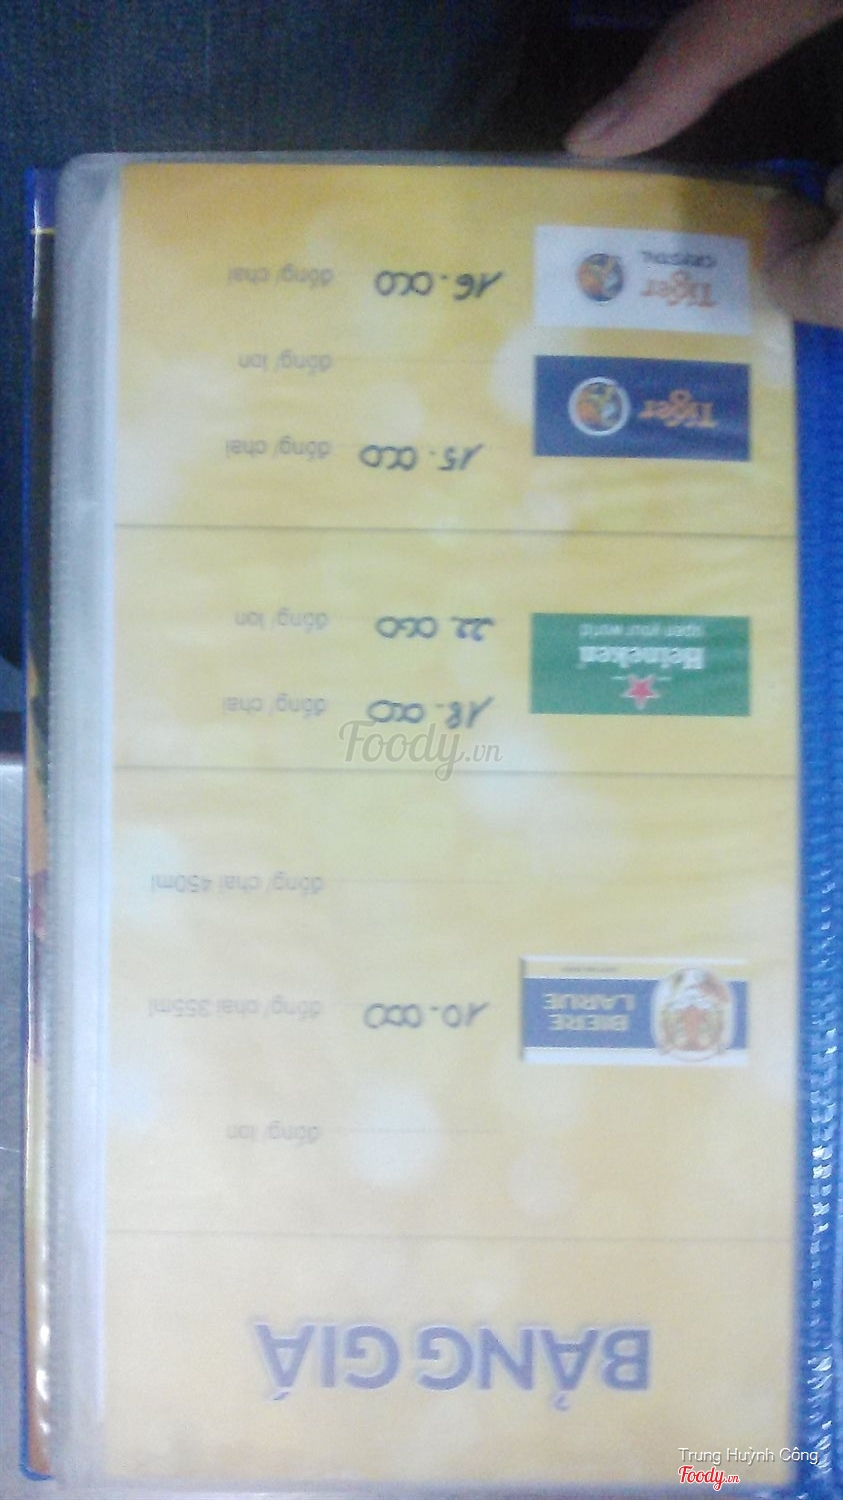 BẢNG GIÁ
đồng/ lon
BIERE
LARUE
10.000 đồng/ chai 355ml
đồng/ chai 450ml
18.000 đồng/ chai
Heineken
open your world
22.000 đồng/ lon
15.000 đồng/ chai
Tiger
đồng/ lon
Tiger
CRYSTAL
16.000 đồng/ chai
Foody.vn
Trung Huỳnh Công
Foody.vn